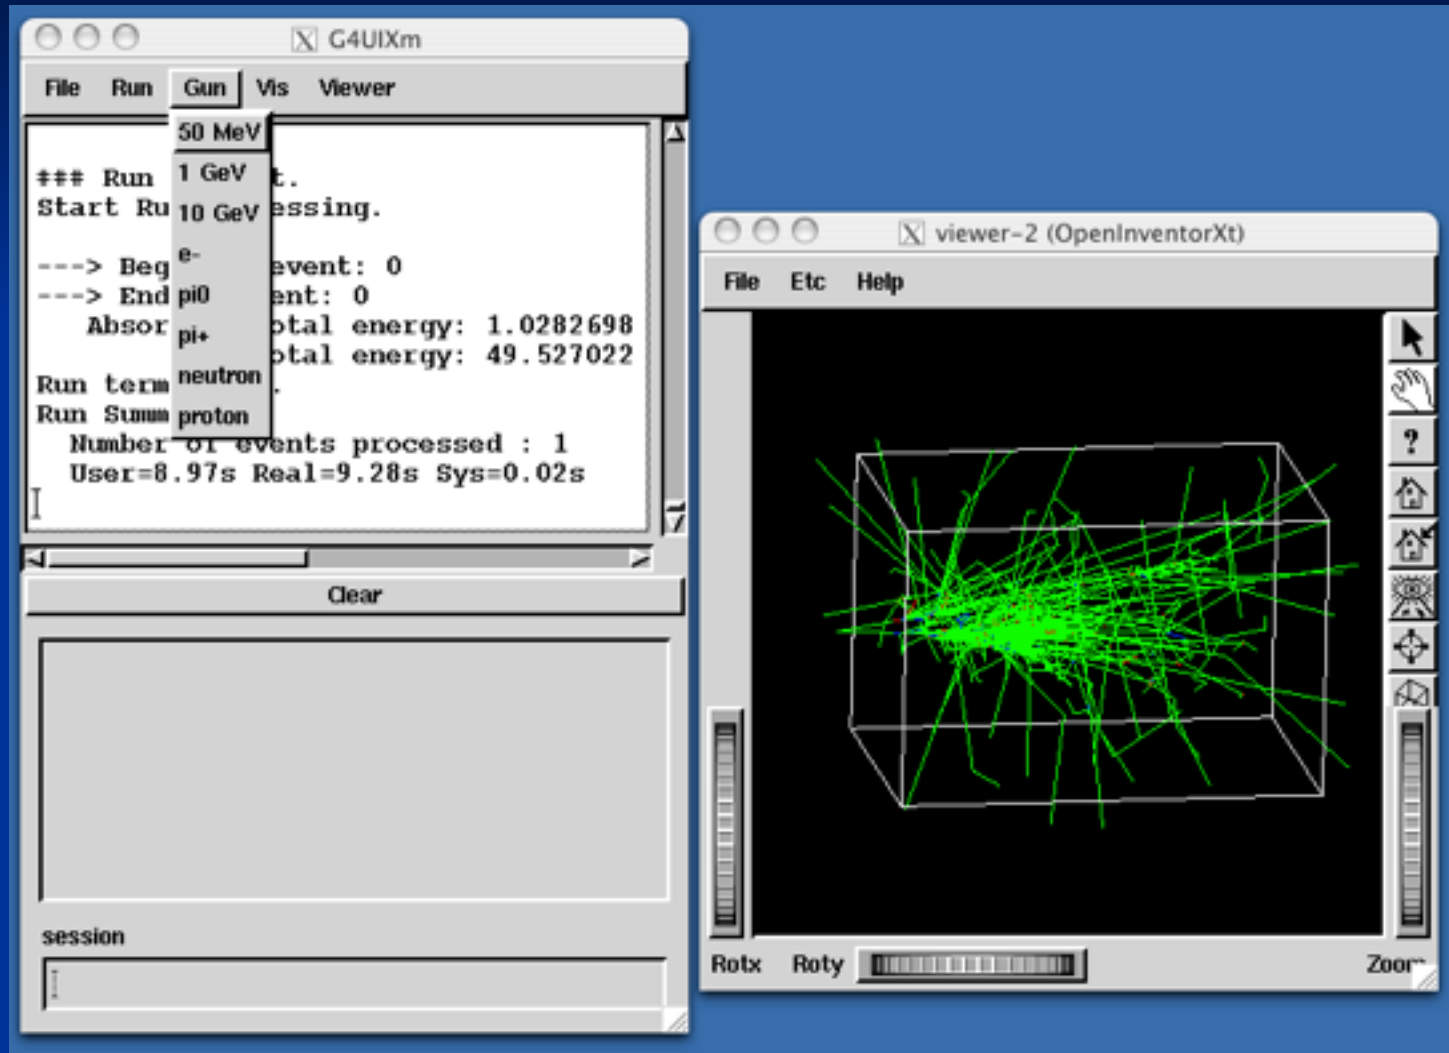 G4UIXm
File Run Gun Vis Viewer
50 MeV
1 GeV
10 GeV
e-
pi0
pi+
neutron
proton
### Run t.
Start Ru essing.
---> Beg event: 0
---> End ent: 0
Absor otal energy: 1.0282698
otal energy: 49.527022
Run term .
Run Summ
Number of events processed : 1
User=8.97s Real=9.28s Sys=0.02s
Clear
session
viewer-2 (OpenInventorXt)
File Etc Help
?
Rotx Roty Zoom